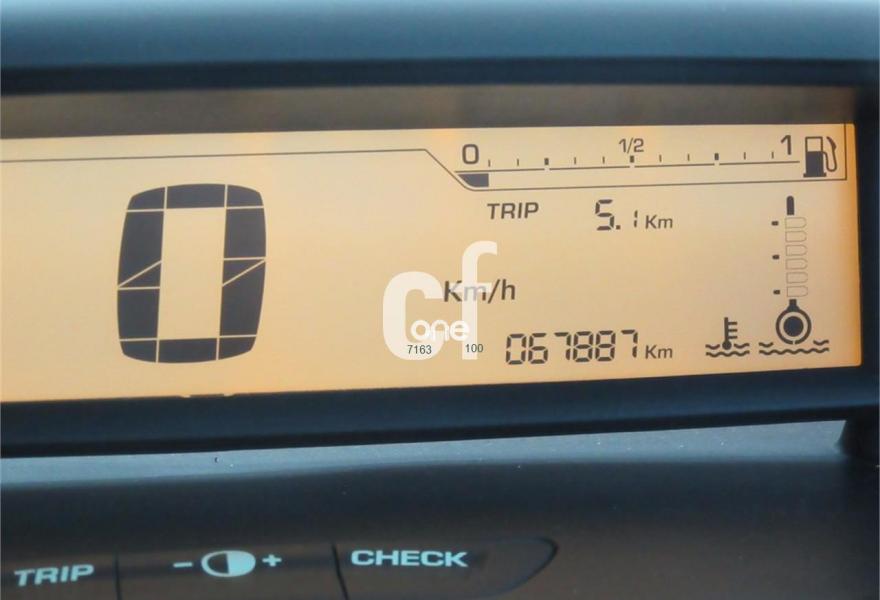 0 1/2 1
TRIP 5.1 Km
0
Km/h
cf
one
7163 100
067887 Km
TRIP - + CHECK